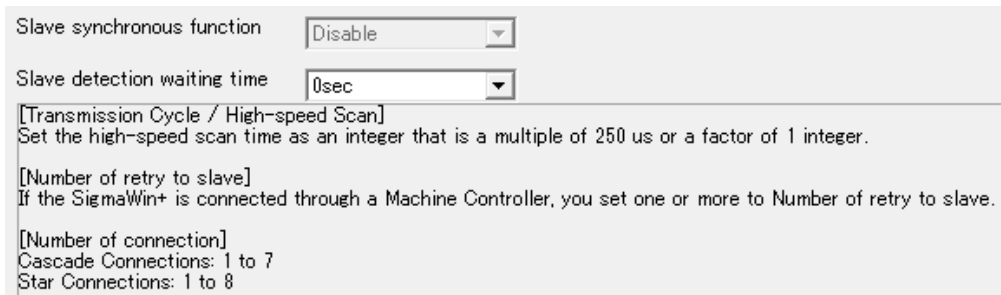 Slave synchronous function Disable
Slave detection waiting time 0sec
[Transmission Cycle / High-speed Scan]
Set the high-speed scan time as an integer that is a multiple of 250 us or a factor of 1 integer.
[Number of retry to slave]
If the SigmaWin+ is connected through a Machine Controller, you set one or more to Number of retry to slave.
[Number of connection]
Cascade Connections: 1 to 7
Star Connections: 1 to 8